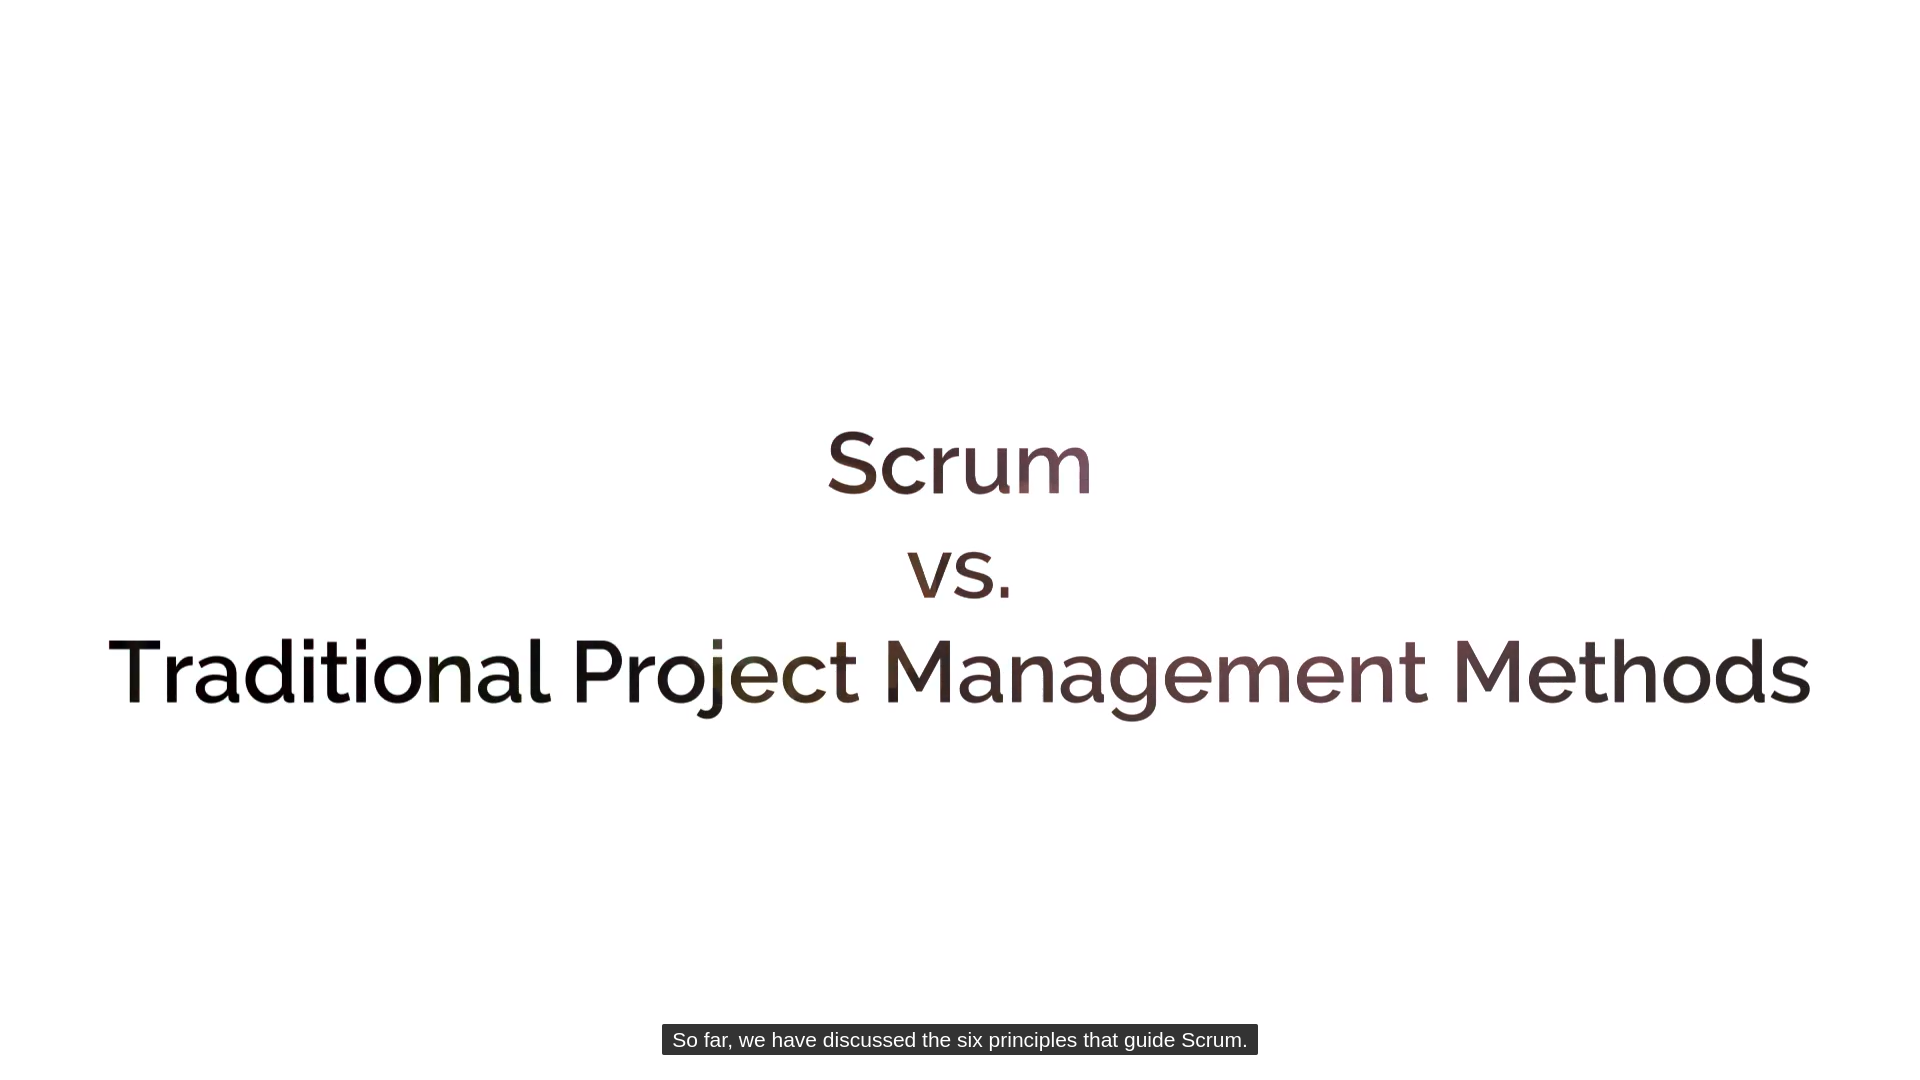 Scrum
vs.
Traditional Project Management Methods
So far, we have discussed the six principles that guide Scrum.